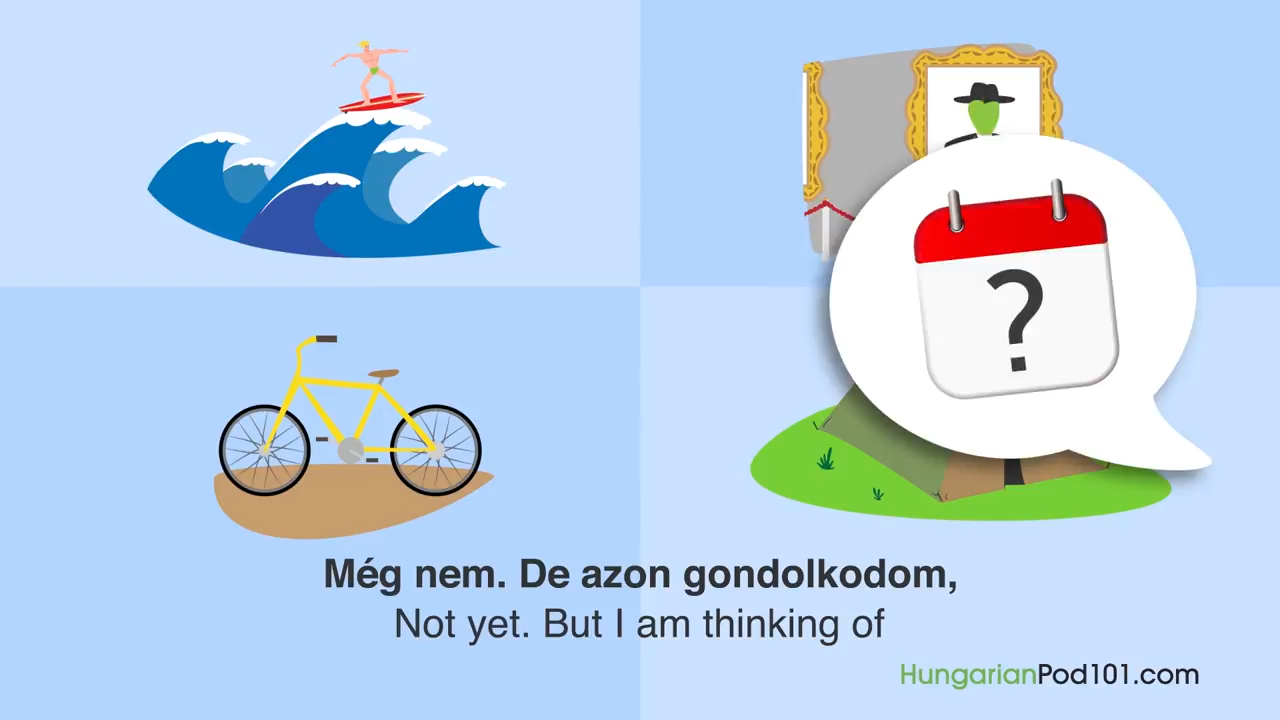 ?
Még nem. De azon gondolkodom,
Not yet. But I am thinking of
HungarianPod101.com